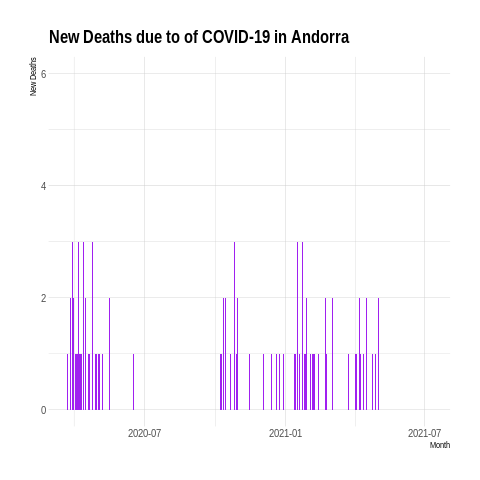 New Deaths due to of COVID-19 in Andorra
New Deaths
6
4
2
0
2020-07
2021-01
2021-07
Month